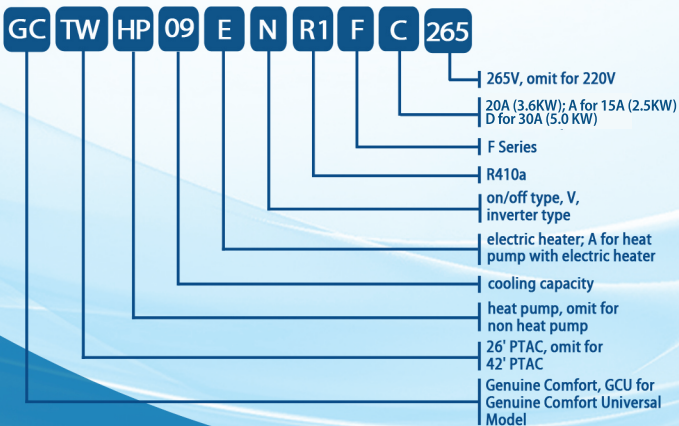 GC TW HP 09 E N R1 F C 265
265V, omit for 220V
20A (3.6KW); A for 15A (2.5KW)
D for 30A (5.0 KW)
F Series
R410a
on/off type, V,
inverter type
electric heater; A for heat
pump with electric heater
cooling capacity
heat pump, omit for
non heat pump
26' PTAC, omit for
42' PTAC
Genuine Comfort, GCU for
Genuine Comfort Universal
Model